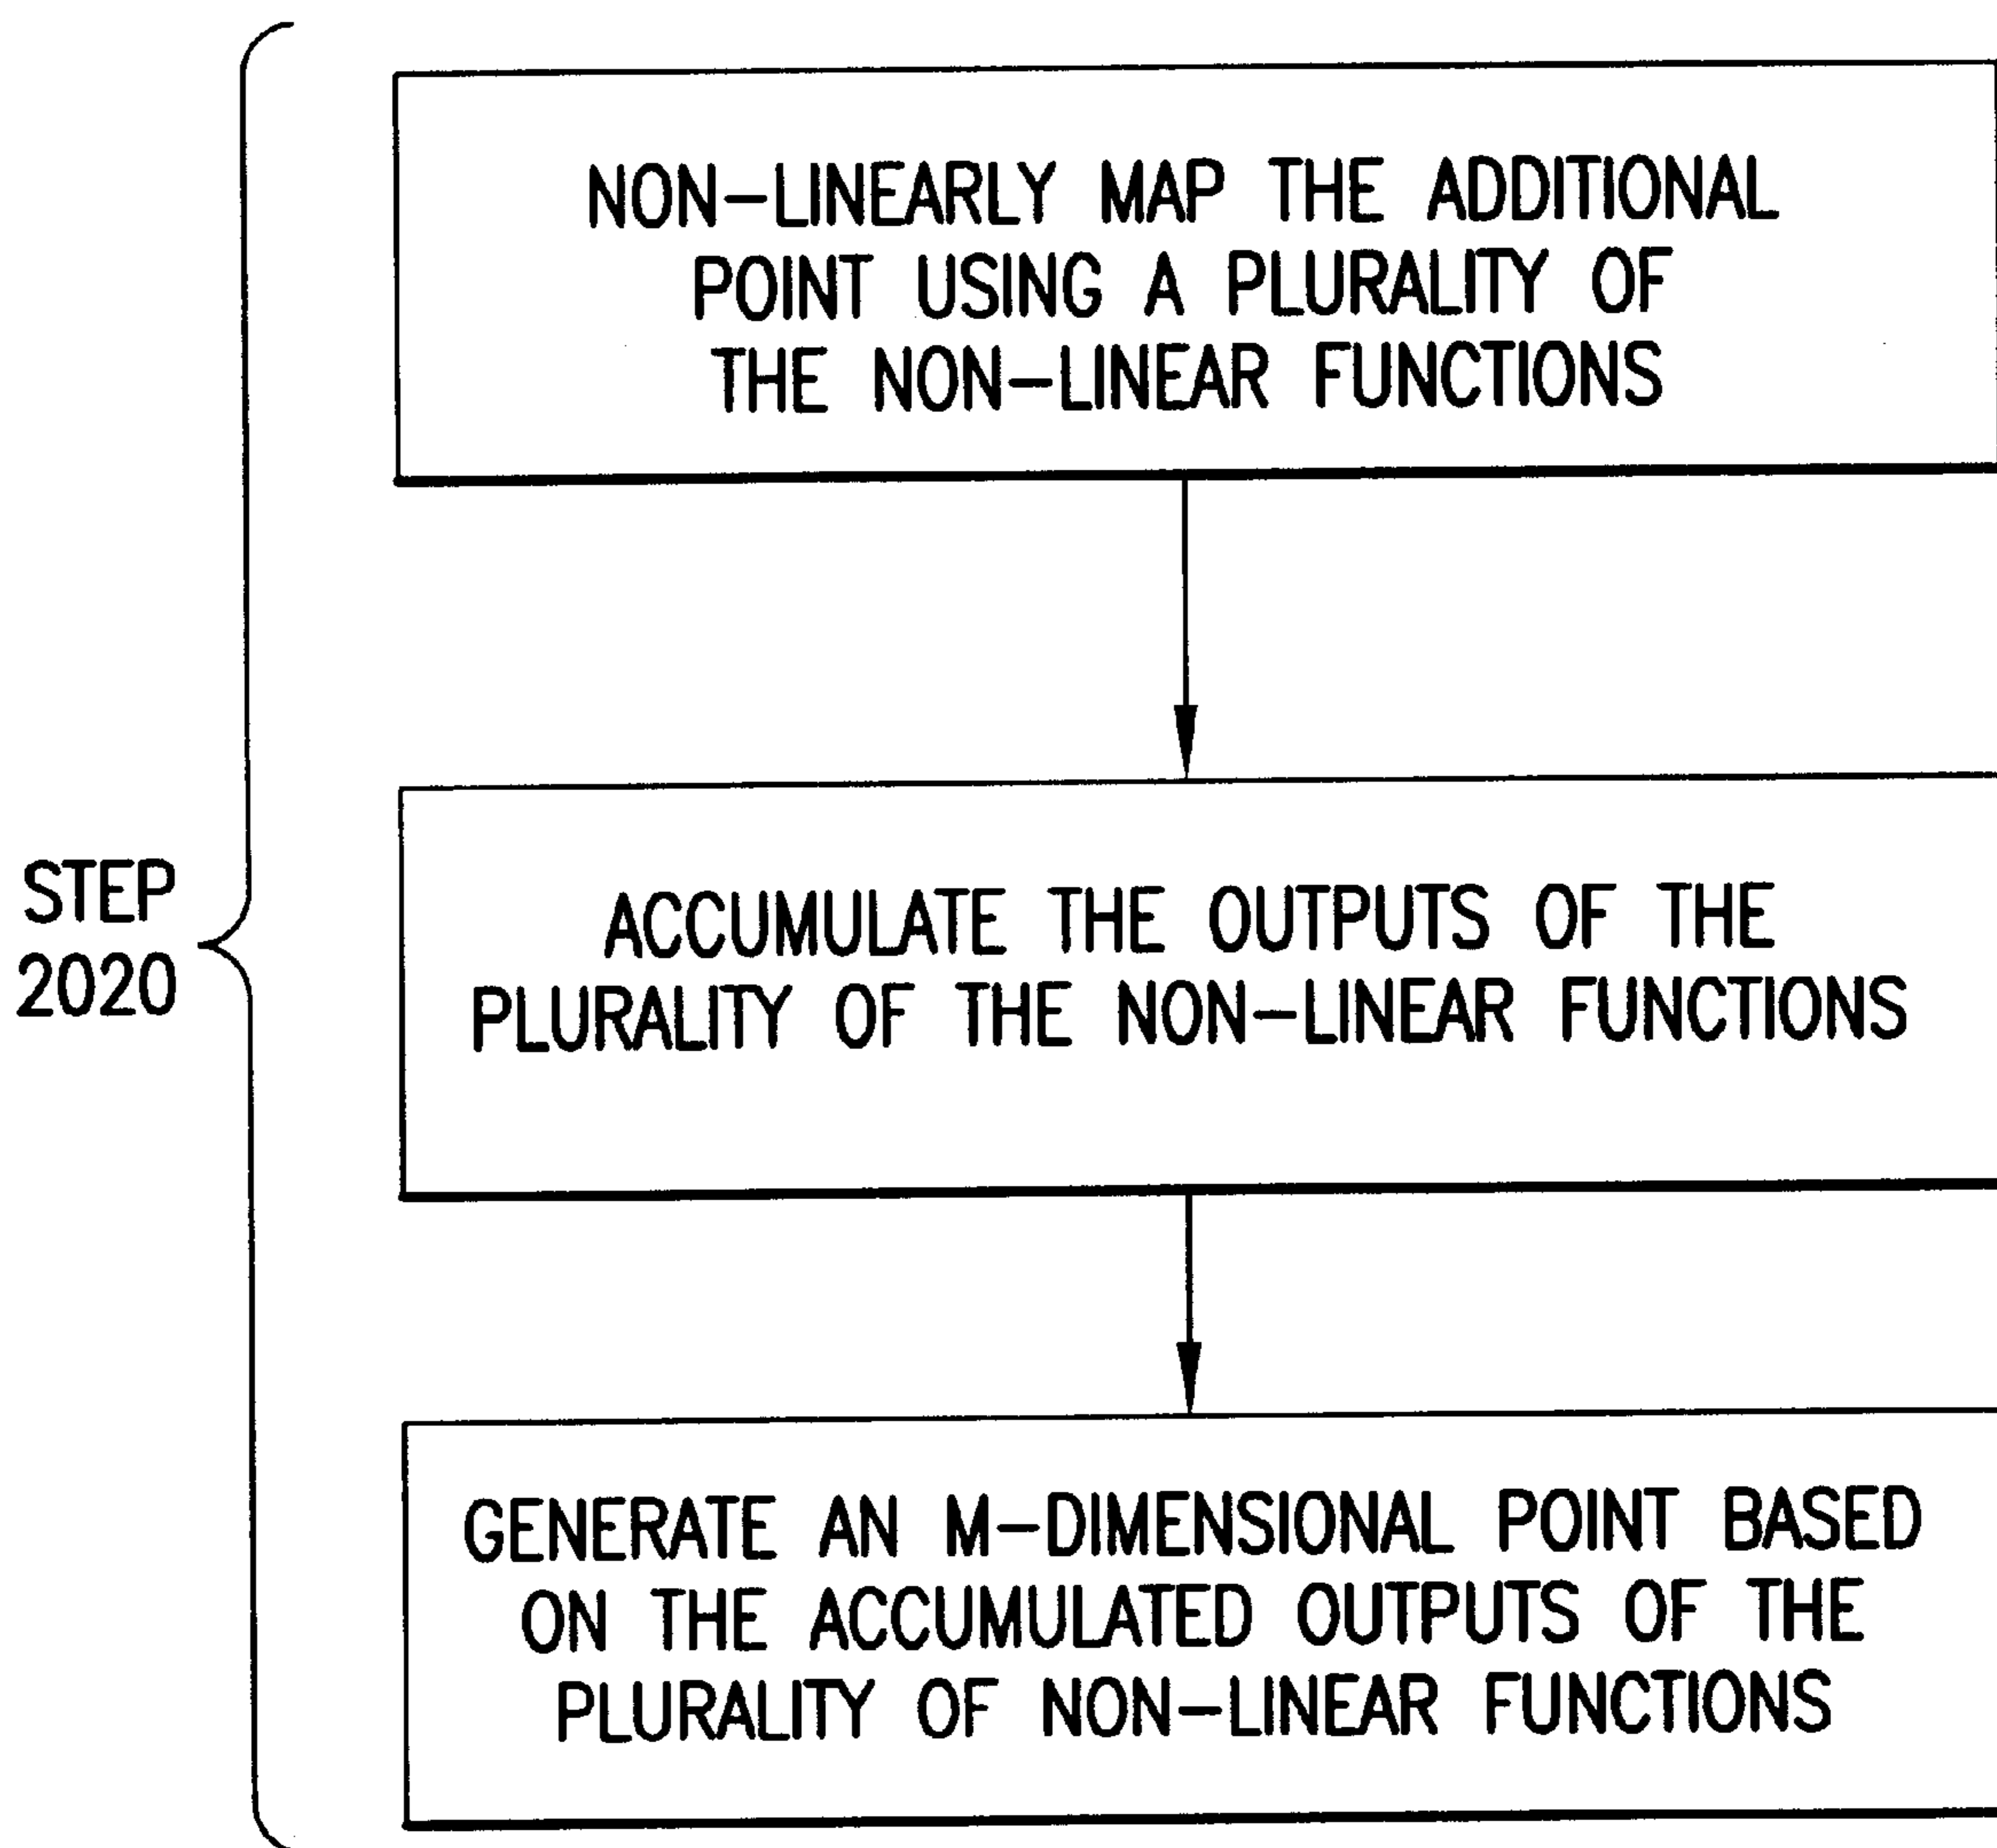 NON-LINEARLY MAP THE ADDITIONAL
POINT USING A PLURALITY OF
THE NON-LINEAR FUNCTIONS
STEP
2020
ACCUMULATE THE OUTPUTS OF THE
PLURALITY OF THE NON-LINEAR FUNCTIONS
GENERATE AN M-DIMENSIONAL POINT BASED
ON THE ACCUMULATED OUTPUTS OF THE
PLURALITY OF NON-LINEAR FUNCTIONS